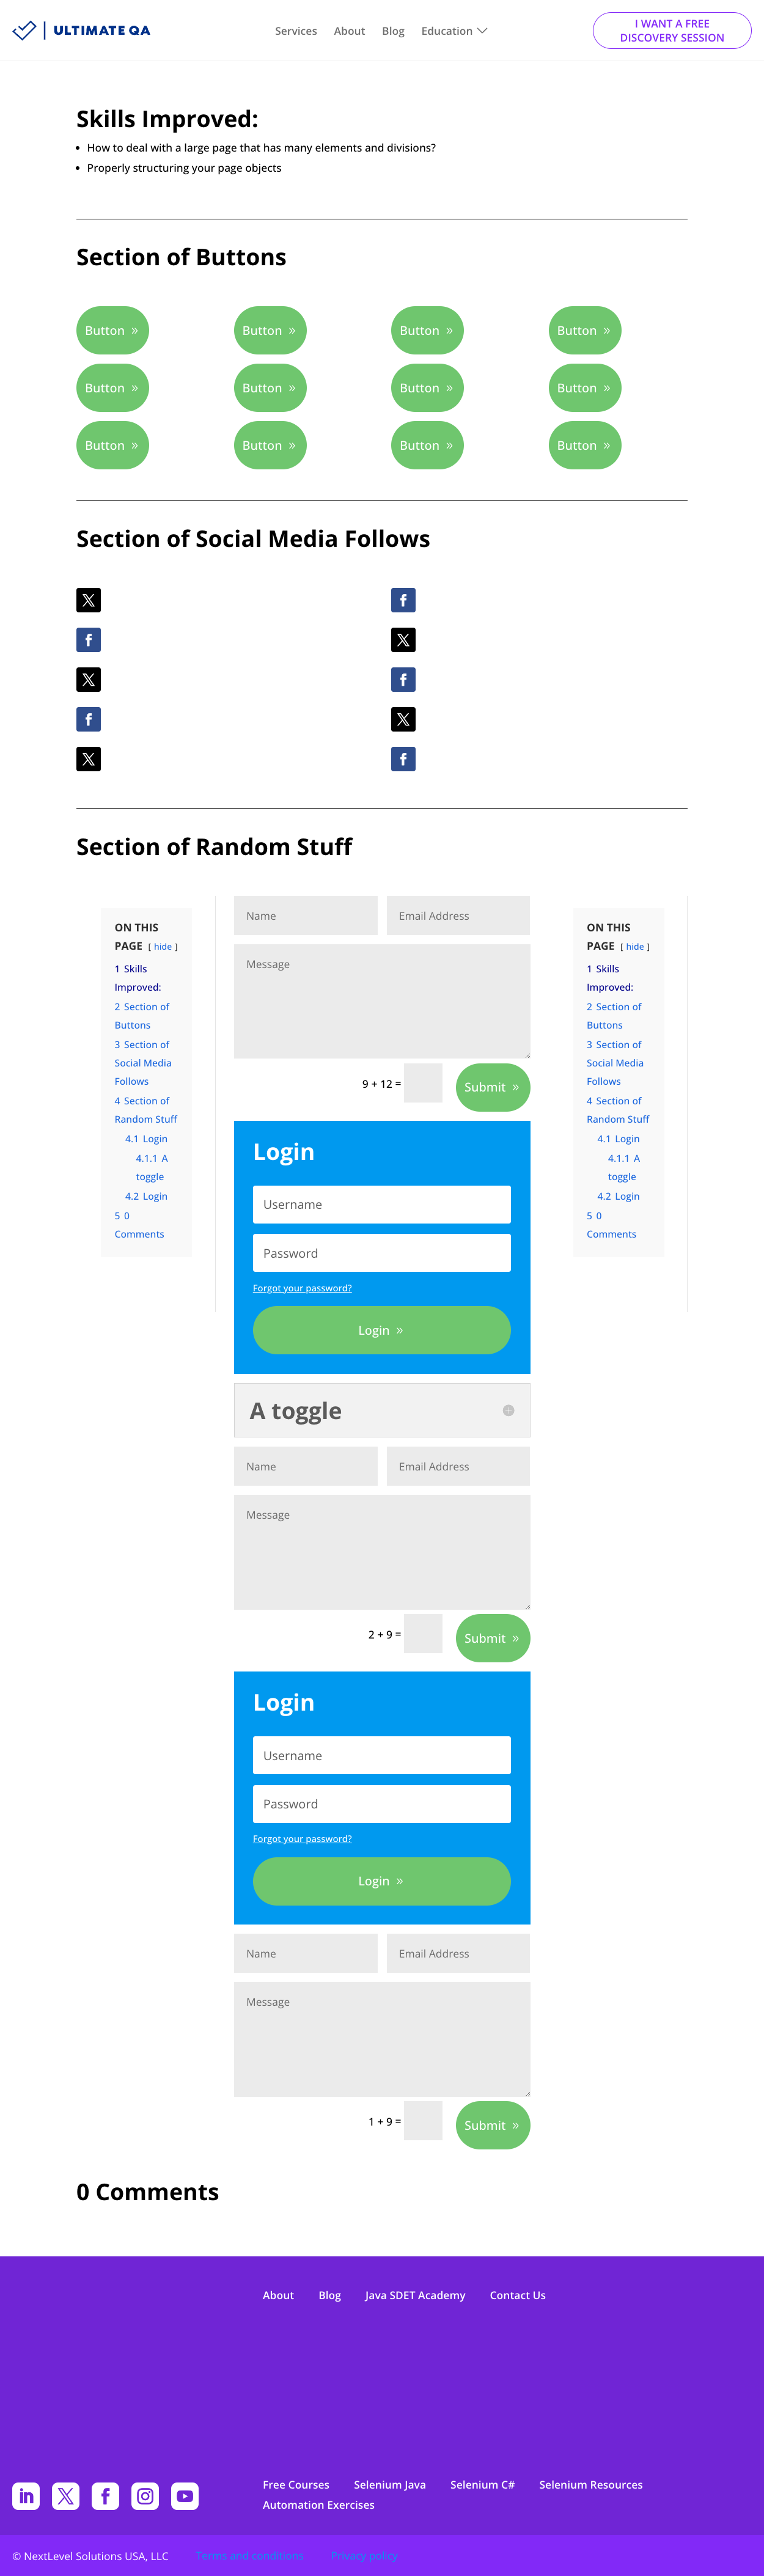 ULTIMATE QA
Services About Blog Education
I WANT A FREE
DISCOVERY SESSION
Skills Improved:
How to deal with a large page that has many elements and divisions?
Properly structuring your page objects
Section of Buttons
Button » Button » Button » Button »
Button » Button » Button » Button »
Button » Button » Button » Button »
Section of Social Media Follows
Section of Random Stuff
ON THIS
PAGE [ hide ]
1 Skills
Improved:
2 Section of
Buttons
3 Section of
Social Media
Follows
4 Section of
Random Stuff
4.1 Login
4.1.1 A
toggle
4.2 Login
5 0
Comments
Name Email Address
Message
9 + 12 = Submit »
Login
Username
Password
Forgot your password?
Login »
A toggle
Name Email Address
Message
2 + 9 = Submit »
Login
Username
Password
Forgot your password?
Login »
Name Email Address
Message
1 + 9 = Submit »
ON THIS
PAGE [ hide ]
1 Skills
Improved:
2 Section of
Buttons
3 Section of
Social Media
Follows
4 Section of
Random Stuff
4.1 Login
4.1.1 A
toggle
4.2 Login
5 0
Comments
0 Comments
About Blog Java SDET Academy Contact Us
Free Courses Selenium Java Selenium C# Selenium Resources
Automation Exercises
© NextLevel Solutions USA, LLC Terms and conditions Privacy policy